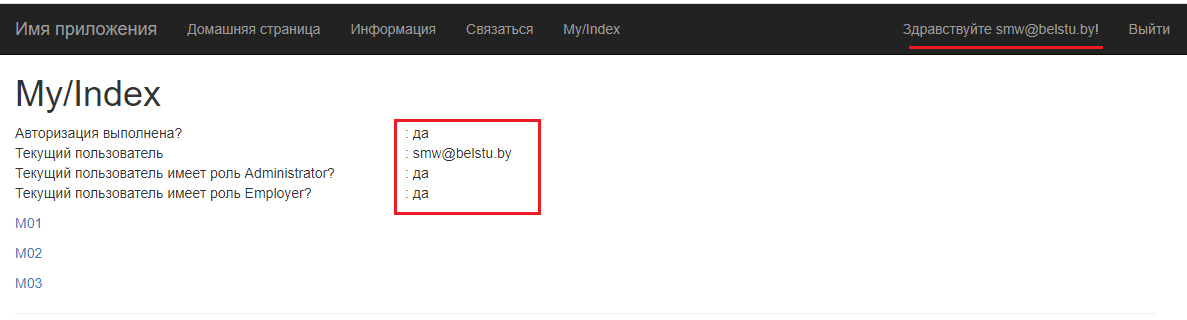 Имя приложения Домашняя страница Информация Связаться My/Index Здравствуйте smw@belstu.by! Выйти
My/Index
Авторизация выполнена? : да
Текущий пользователь : smw@belstu.by
Текущий пользователь имеет роль Administrator? : да
Текущий пользователь имеет роль Employer? : да
M01
M02
M03